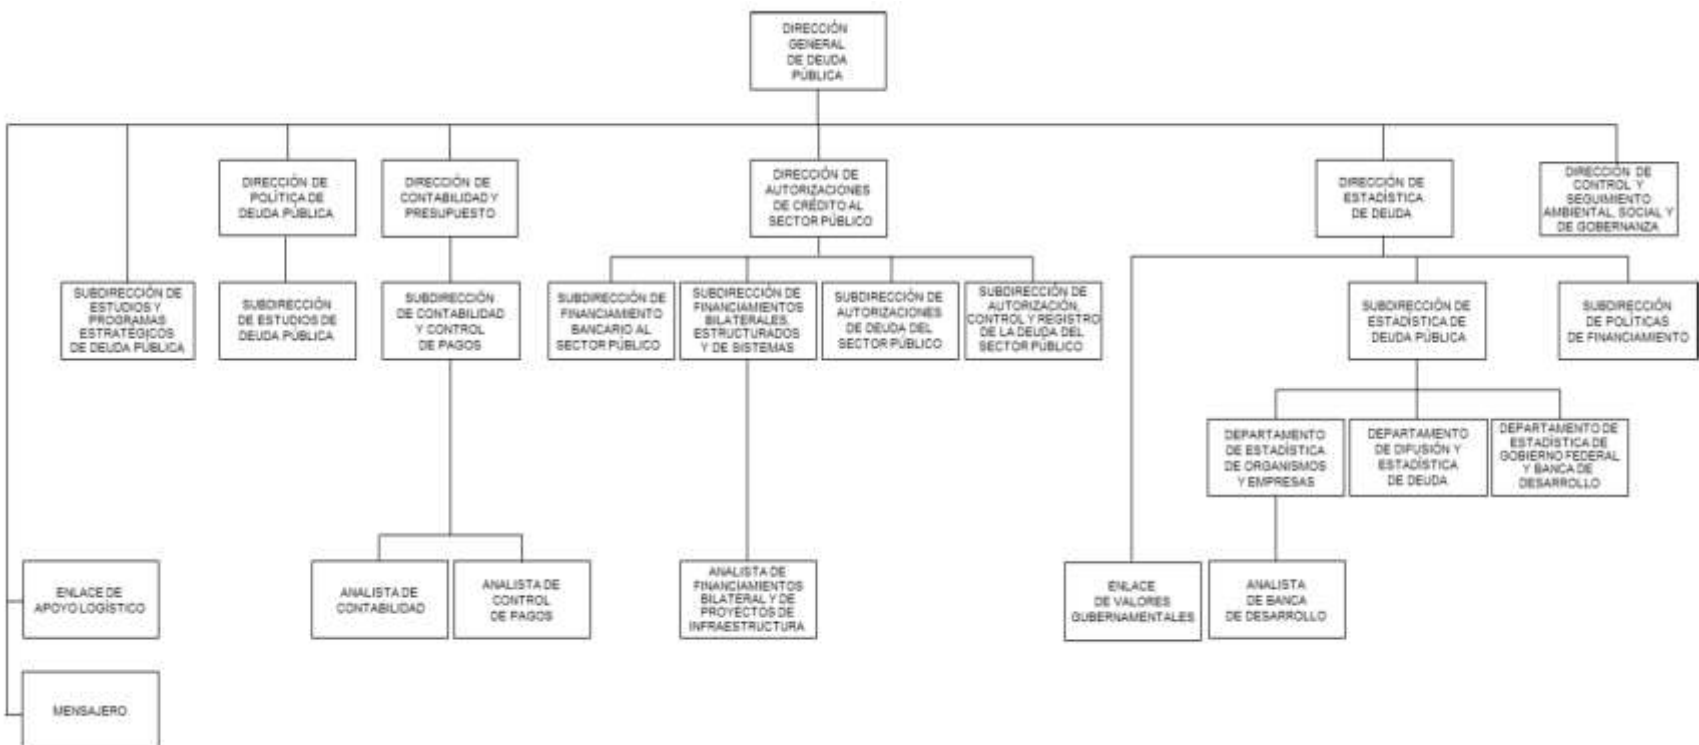 DIRECCIÓN
GENERAL
DE DEUDA
PÚBLICA
DIRECCIÓN DE
POLÍTICA DE
DEUDA PÚBLICA
DIRECCIÓN DE
CONTABILIDAD Y
PRESUPUESTO
DIRECCIÓN DE
AUTORIZACIONES
DE CRÉDITO AL
SECTOR PÚBLICO
DIRECCIÓN DE
ESTADÍSTICA
DE DEUDA
DIRECCIÓN DE
CONTROL Y
SEGUIMIENTO
AMBIENTAL, SOCIAL Y
DE GOBERNANZA
SUBDIRECCIÓN DE
ESTUDIOS Y
PROGRAMAS
ESTRATÉGICOS
DE DEUDA PÚBLICA
SUBDIRECCIÓN
DE ESTUDIOS DE
DEUDA PÚBLICA
SUBDIRECCIÓN
DE CONTABILIDAD
Y CONTROL
DE PAGOS
SUBDIRECCIÓN DE
FINANCIAMIENTO
BANCARIO AL
SECTOR PÚBLICO
SUBDIRECCIÓN DE
FINANCIAMIENTOS
BILATERALES,
ESTRUCTURADOS
Y DE SISTEMAS
SUBDIRECCIÓN DE
AUTORIZACIONES
DE DEUDA DEL
SECTOR PÚBLICO
SUBDIRECCIÓN DE
AUTORIZACIÓN,
CONTROL Y REGISTRO
DE LA DEUDA DEL
SECTOR PÚBLICO
SUBDIRECCIÓN DE
ESTADÍSTICA DE
DEUDA PÚBLICA
SUBDIRECCIÓN
DE POLÍTICAS
DE FINANCIAMIENTO
DEPARTAMENTO
DE ESTADÍSTICA
DE ORGANISMOS
Y EMPRESAS
DEPARTAMENTO
DE DIFUSIÓN Y
ESTADÍSTICA
DE DEUDA
DEPARTAMENTO DE
ESTADÍSTICA DE
GOBIERNO FEDERAL
Y BANCA DE
DESARROLLO
ENLACE DE
APOYO LOGÍSTICO
ANALISTA DE
CONTABILIDAD
ANALISTA DE
CONTROL
DE PAGOS
ANALISTA DE
FINANCIAMIENTOS
BILATERAL Y DE
PROYECTOS DE
INFRAESTRUCTURA
ENLACE
DE VALORES
GUBERNAMENTALES
ANALISTA
DE BANCA
DE DESARROLLO
MENSAJERO